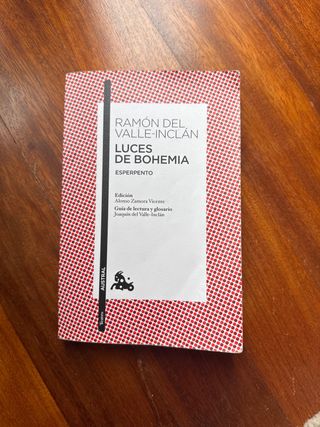 RAMÓN DEL
VALLE-INCLÁN
LUCES
DE BOHEMIA
ESPERPENTO
Edición
Alonso Zamora Vicente
Guía de lectura y glosario
Joaquín del Valle-Inclán
AUSTRAL
Teatro